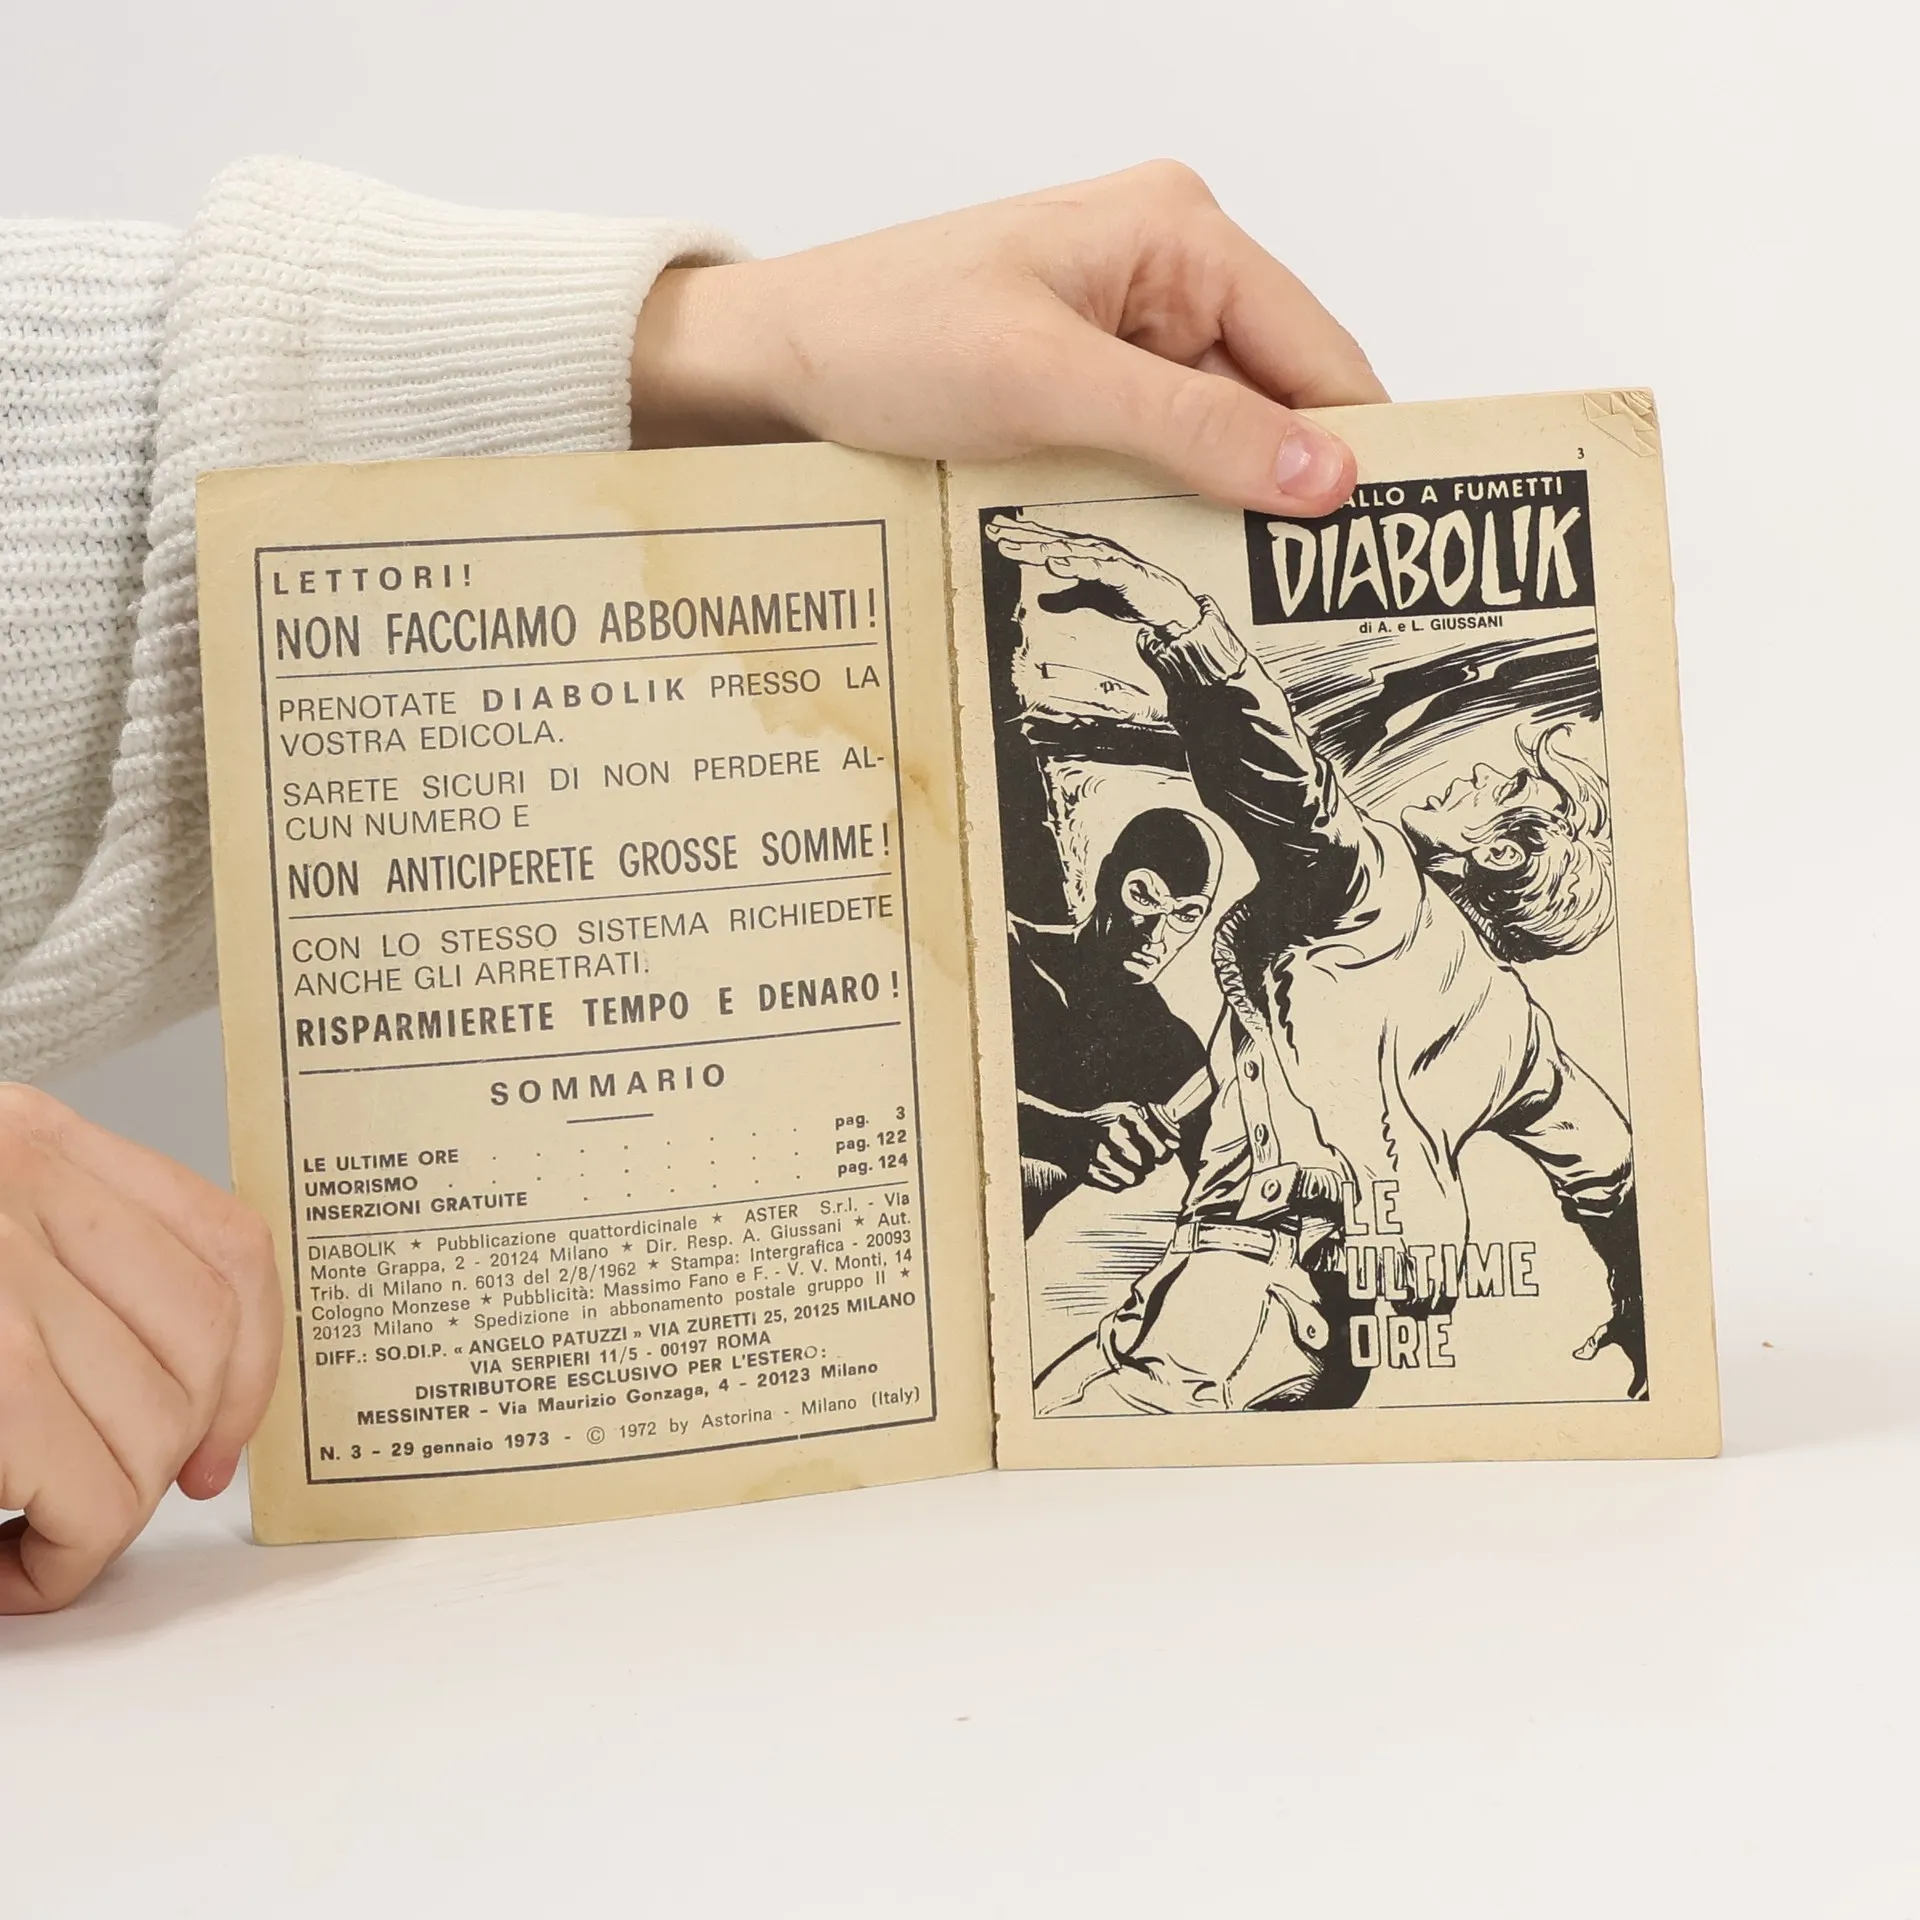 LETTORI!
NON FACCIAMO ABBONAMENTI!
PRENOTATE DIABOLIK PRESSO LA
VOSTRA EDICOLA.
SARETE SICURI DI NON PERDERE AL-
CUN NUMERO E
NON ANTICIPERETE GROSSE SOMME!
CON LO STESSO SISTEMA RICHIEDETE
ANCHE GLI ARRETRATI.
RISPARMIERETE TEMPO E DENARO!
SOMMARIO
LE ULTIME ORE . . . . . . . . pag. 3
UMORISMO . . . . . . . . . pag. 122
INSERZIONI GRATUITE . . . . . . pag. 124
DIABOLIK ★ Pubblicazione quattordicinale ★ ASTER S.r.l. - Via
Monte Grappa, 2 - 20124 Milano ★ Dir. Resp. A. Giussani ★ Aut.
Trib. di Milano n. 6013 del 2/8/1962 ★ Stampa: Intergrafica - 20093
Cologno Monzese ★ Pubblicità: Massimo Fano e F. - V. V. Monti, 14
20123 Milano ★ Spedizione in abbonamento postale gruppo II ★
DIFF.: SO.DI.P. « ANGELO PATUZZI » VIA ZURETTI 25, 20125 MILANO
VIA SERPIERI 11/5 - 00197 ROMA
DISTRIBUTORE ESCLUSIVO PER L'ESTERO:
MESSINTER - Via Maurizio Gonzaga, 4 - 20123 Milano
N. 3 - 29 gennaio 1973 - © 1972 by Astorina - Milano (Italy)
3
ALLO A FUMETTI
DIABOLIK
di A. e L. GIUSSANI
LE
ULTIME
ORE